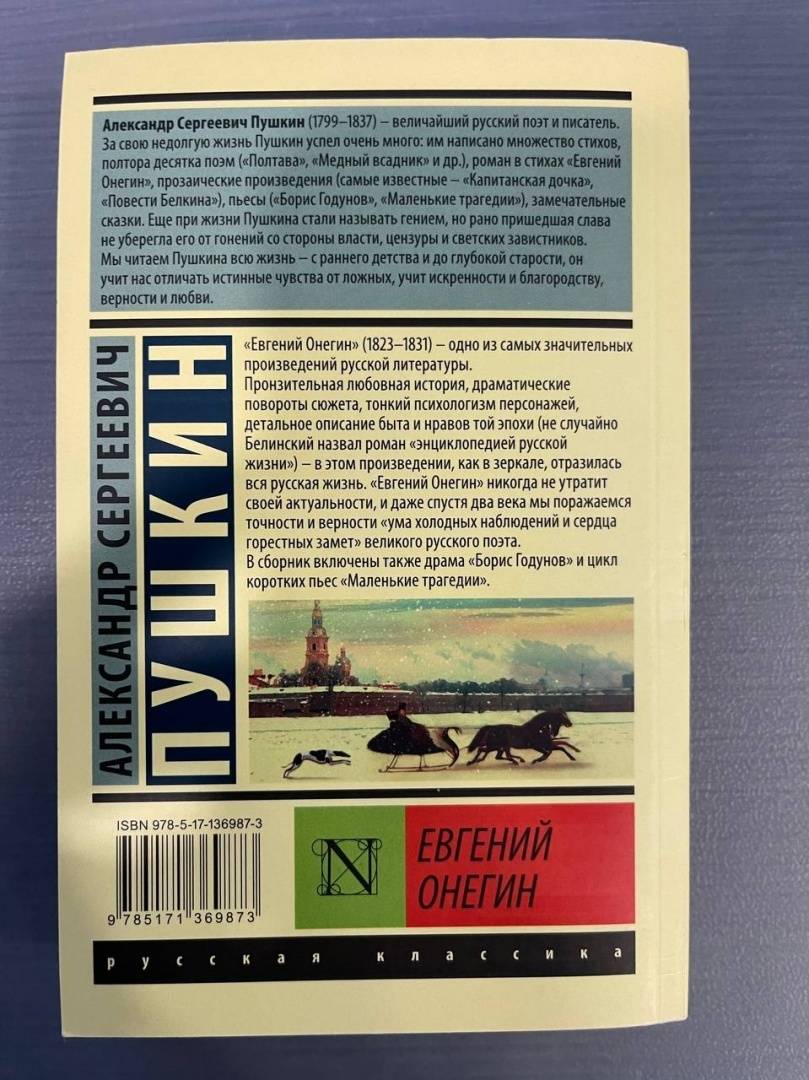 Александр Сергеевич Пушкин (1799–1837) – величайший русский поэт и писатель.
За свою недолгую жизнь Пушкин успел очень много: им написано множество стихов,
полтора десятка поэм («Полтава», «Медный всадник» и др.), роман в стихах «Евгений
Онегин», прозаические произведения (самые известные – «Капитанская дочка»,
«Повести Белкина»), пьесы («Борис Годунов», «Маленькие трагедии»), замечательные
сказки. Еще при жизни Пушкина стали называть гением, но рано пришедшая слава
не уберегла его от гонений со стороны власти, цензуры и светских завистников.
Мы читаем Пушкина всю жизнь – с раннего детства и до глубокой старости, он
учит нас отличать истинные чувства от ложных, учит искренности и благородству,
верности и любви.
АЛЕКСАНДР СЕРГЕЕВИЧ
ПУШКИН
«Евгений Онегин» (1823–1831) – одно из самых значительных
произведений русской литературы.
Пронзительная любовная история, драматические
повороты сюжета, тонкий психологизм персонажей,
детальное описание быта и нравов той эпохи (не случайно
Белинский назвал роман «энциклопедией русской
жизни») – в этом произведении, как в зеркале, отразилась
вся русская жизнь. «Евгений Онегин» никогда не утратит
своей актуальности, и даже спустя два века мы поражаемся
точности и верности «ума холодных наблюдений и сердца
горестных замет» великого русского поэта.
В сборник включены также драма «Борис Годунов» и цикл
коротких пьес «Маленькие трагедии».
ISBN 978-5-17-136987-3
9 785171 369873
N
ЕВГЕНИЙ
ОНЕГИН
русская классика